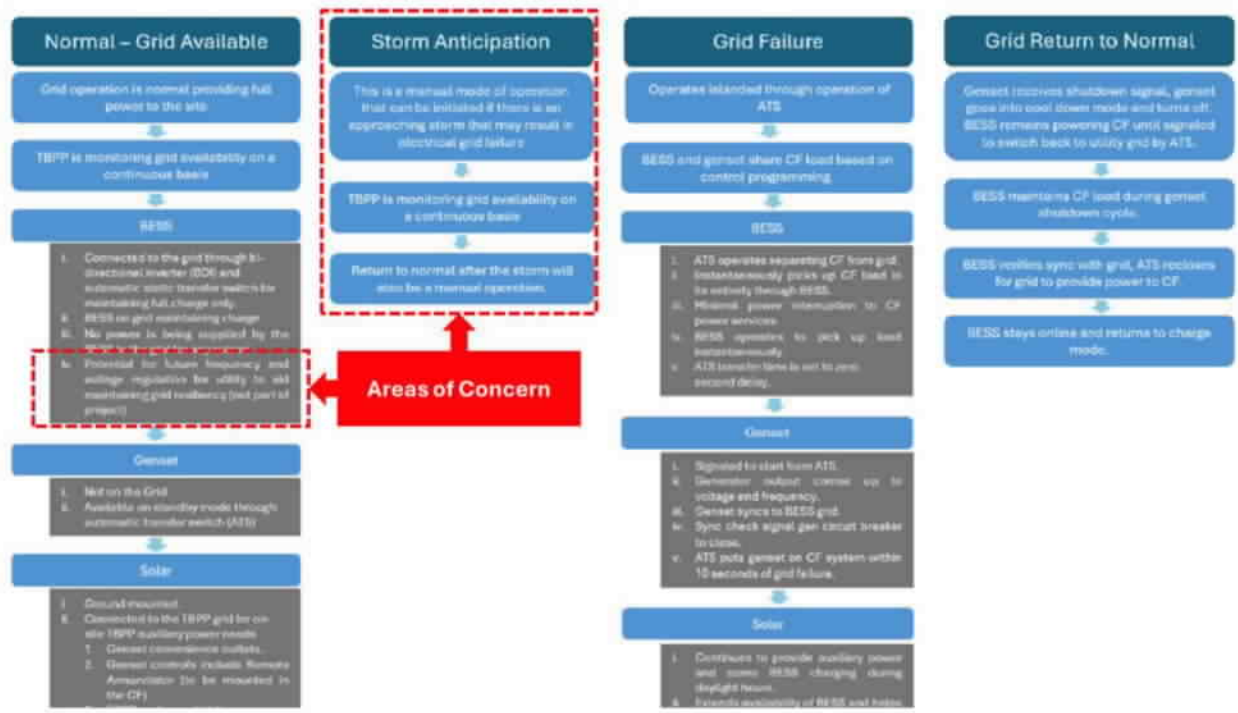 Normal – Grid Available
Grid operation is normal providing full
power to the site
TBPP is monitoring grid availability on a
continuous basis
BESS
i. Connected to the grid through bi-
directional inverter (BDI) and
automatic static transfer switch for
maintaining full charge only.
ii. BESS on grid maintaining charge
iii. No power is being supplied by the
iv. Potential for future frequency and
voltage regulation for utility to aid
maintaining grid resiliency (not part of
project)
Genset
i. Not on the Grid
ii. Available on standby mode through
automatic transfer switch (ATS)
Solar
i. Ground mounted
ii. Connected to the TBPP grid for on-
site TBPP auxiliary power needs
1. Genset convenience outlets.
2. Genset controls include Remote
Annunciator (to be mounted in
the CF)
Storm Anticipation
This is a manual mode of operation
that can be initiated if there is an
approaching storm that may result in
electrical grid failure
TBPP is monitoring grid availability on
a continuous basis
Return to normal after the storm will
also be a manual operation.
Areas of Concern
Grid Failure
Operates islanded through operation of
ATS
BESS and genset share CF load based on
control programming
BESS
i. ATS operates separating CF from grid.
ii. Instantaneously picks up CF load in
its entirety through BESS.
iii. Minimal power interruption to CF
power services
iv. BESS operates to pick up load
instantaneously
v. ATS transfer time is set to zero
second delay.
Genset
i. Signaled to start from ATS.
ii. Generator output comes up to
voltage and frequency.
iii. Genset syncs to BESS grid.
iv. Sync check signal gen circuit breaker
to close.
v. ATS puts genset on CF system within
10 seconds of grid failure.
Solar
i. Continues to provide auxiliary power
and some BESS charging during
daylight hours.
ii. Extends availability of BESS and helps
Grid Return to Normal
Genset receives shutdown signal, genset
goes into cool down mode and turns off.
BESS remains powering CF until signaled
to switch back to utility grid by ATS.
BESS maintains CF load during genset
shutdown cycle.
BESS verifies sync with grid, ATS recloses
for grid to provide power to CF.
BESS stays online and returns to charge
mode.